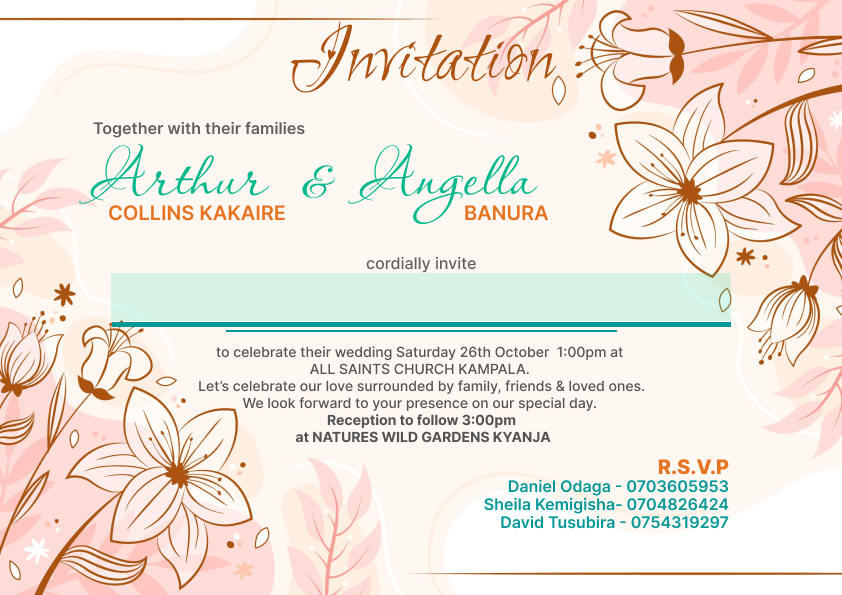 Invitation
Together with their families
Arthur & Angella
COLLINS KAKAIRE BANURA
cordially invite
to celebrate their wedding Saturday 26th October 1:00pm at
ALL SAINTS CHURCH KAMPALA.
Let's celebrate our love surrounded by family, friends & loved ones.
We look forward to your presence on our special day.
Reception to follow 3:00pm
at NATURES WILD GARDENS KYANJA
R.S.V.P
Daniel Odaga - 0703605953
Sheila Kemigisha- 0704826424
David Tusubira - 0754319297